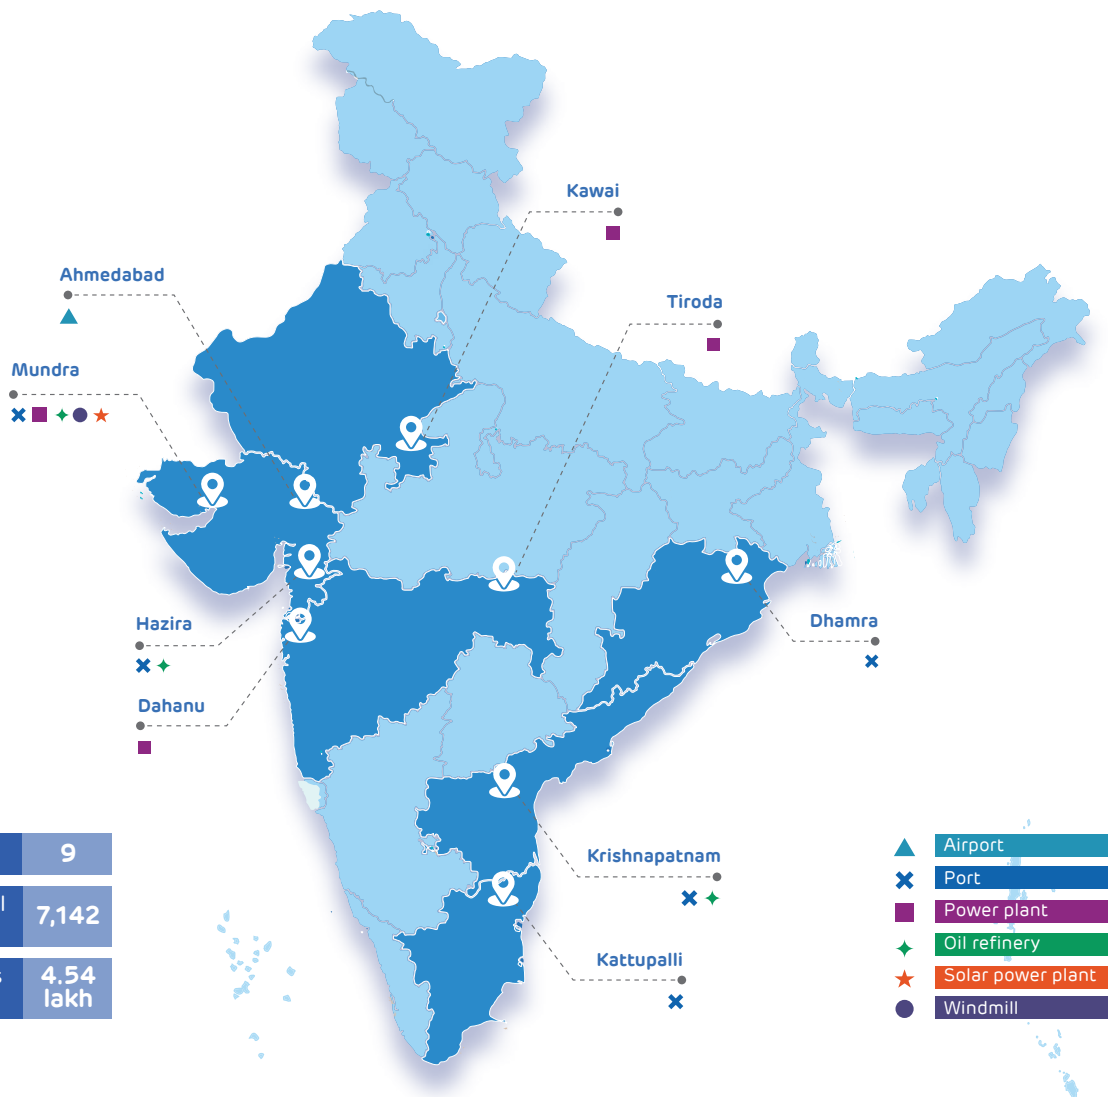 Kawai
Ahmedabad
Tiroda
Mundra
Hazira
Dhamra
Dahanu
9
7,142
4.54
lakh
Krishnapatnam
Kattupalli
Airport
Port
Power plant
Oil refinery
Solar power plant
Windmill